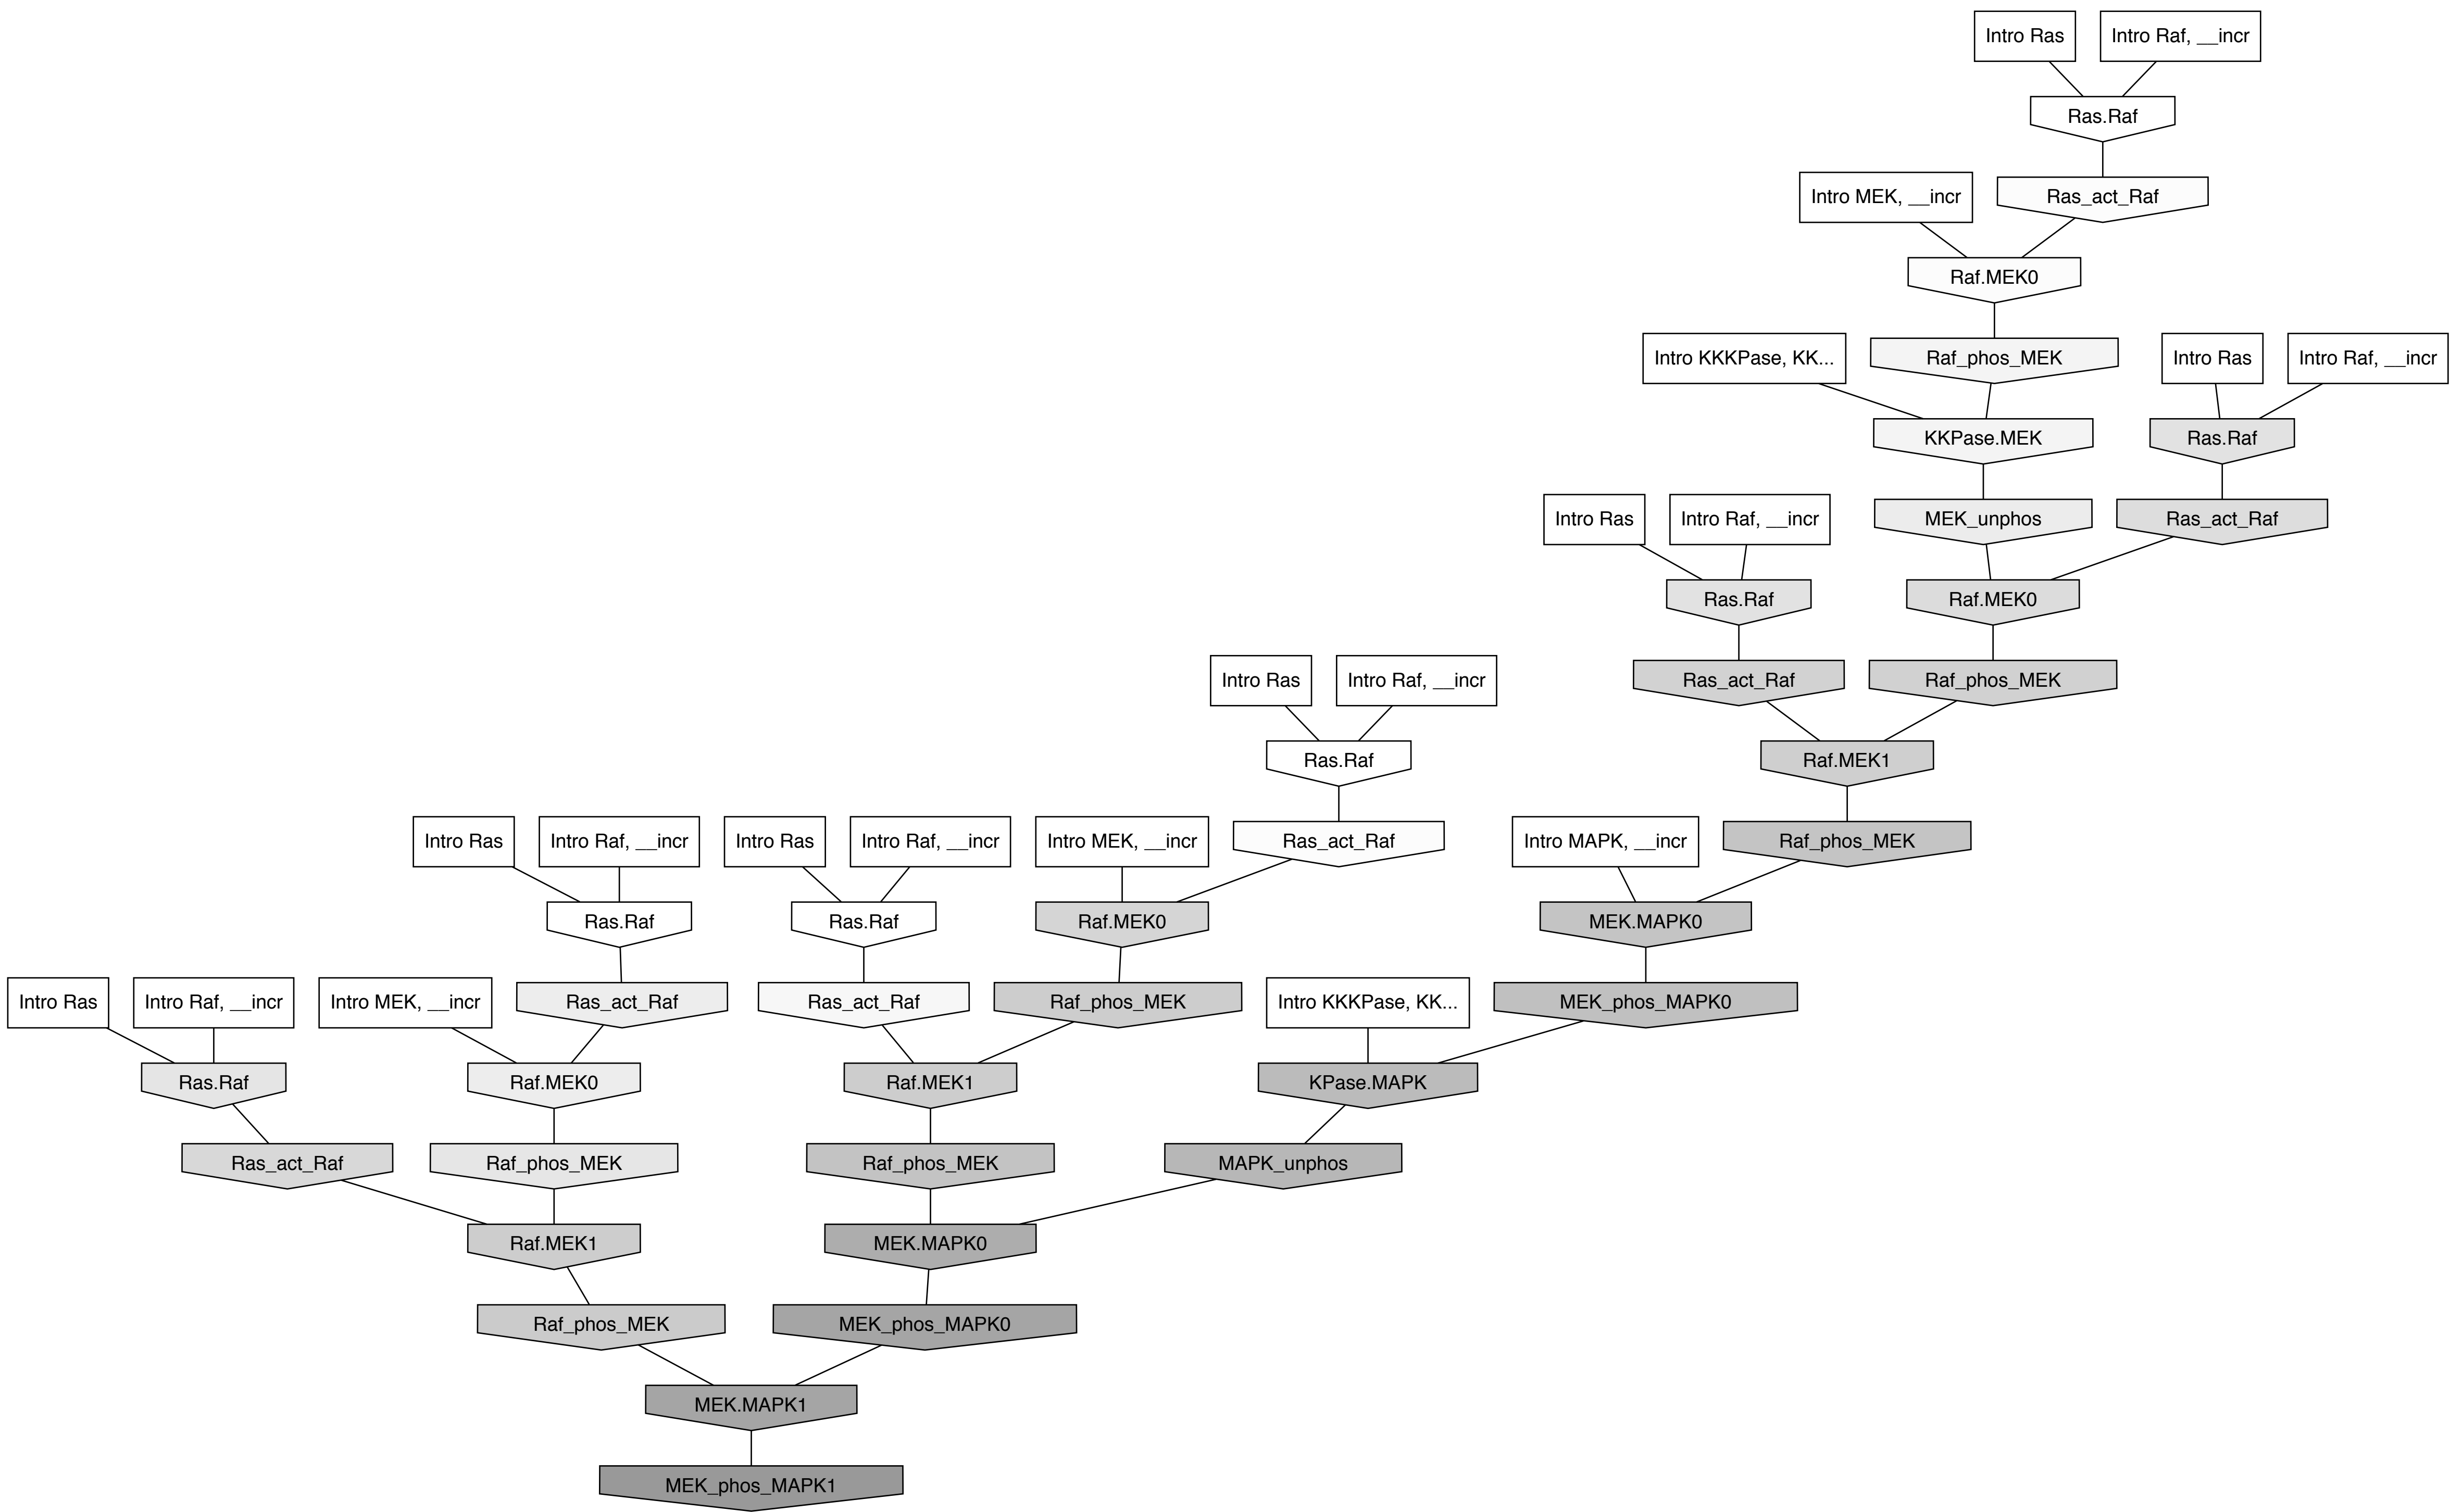 Intro Ras
Intro Raf, __incr
Ras.Raf
Intro MEK, __incr
Ras_act_Raf
Raf.MEK0
Intro KKKPase, KK...
Raf_phos_MEK
Intro Ras
Intro Raf, __incr
KKPase.MEK
Ras.Raf
Intro Ras
Intro Raf, __incr
MEK_unphos
Ras_act_Raf
Ras.Raf
Raf.MEK0
Intro Ras
Intro Raf, __incr
Ras_act_Raf
Raf_phos_MEK
Ras.Raf
Raf.MEK1
Intro Ras
Intro Raf, __incr
Intro Ras
Intro Raf, __incr
Intro MEK, __incr
Ras_act_Raf
Intro MAPK, __incr
Raf_phos_MEK
Ras.Raf
Ras.Raf
Raf.MEK0
MEK.MAPK0
Intro Ras
Intro Raf, __incr
Intro MEK, __incr
Ras_act_Raf
Ras_act_Raf
Raf_phos_MEK
Intro KKKPase, KK...
MEK_phos_MAPK0
Ras.Raf
Raf.MEK0
Raf.MEK1
KPase.MAPK
Ras_act_Raf
Raf_phos_MEK
Raf_phos_MEK
MAPK_unphos
Raf.MEK1
MEK.MAPK0
Raf_phos_MEK
MEK_phos_MAPK0
MEK.MAPK1
MEK_phos_MAPK1